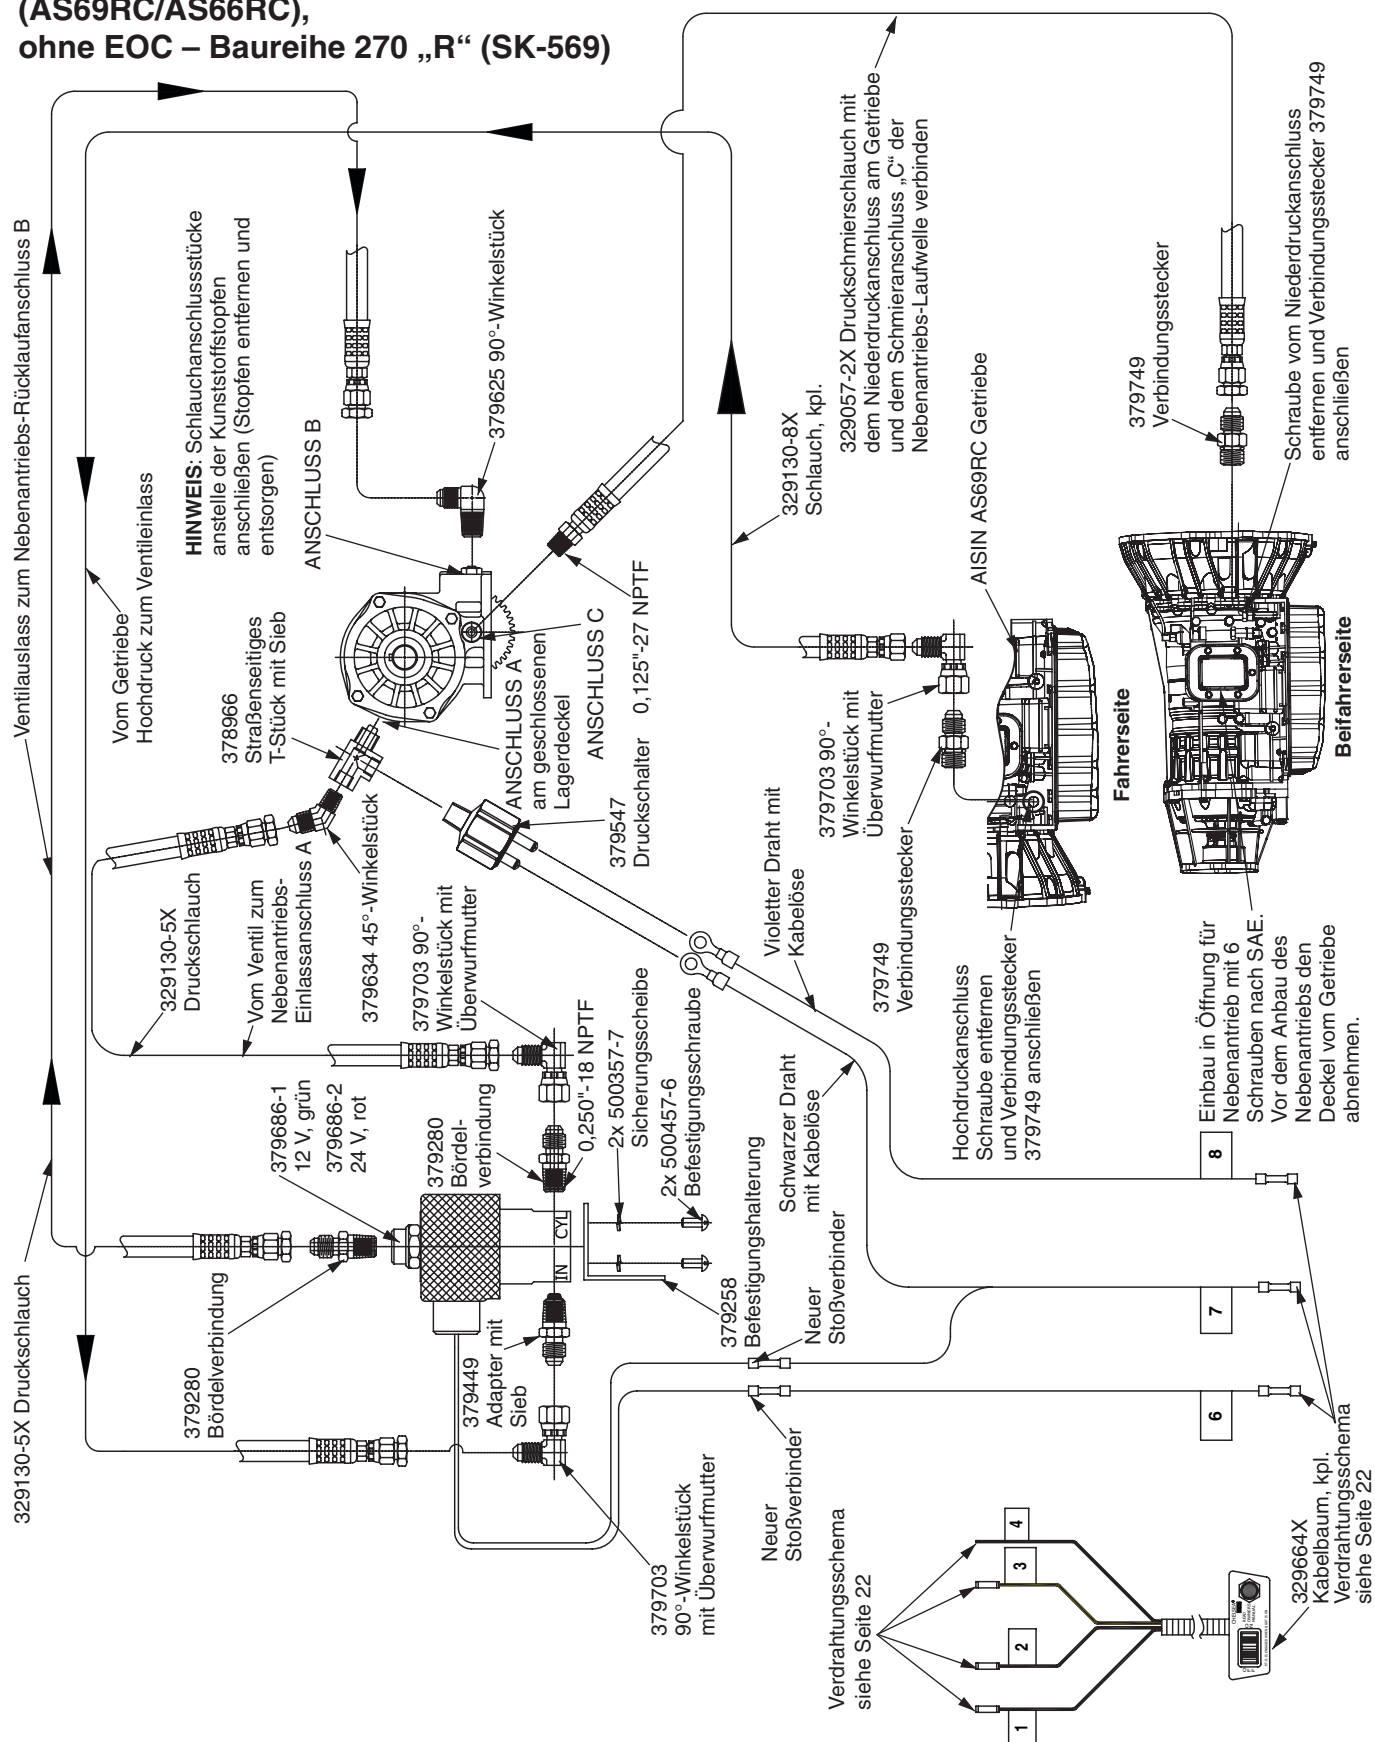 (AS69RC/AS66RC),
ohne EOC – Baureihe 270 „R“ (SK-569)
329130-5X Druckschlauch
Ventilauslass zum Nebenantriebs-Rücklaufanschluss B
Vom Getriebe
Hochdruck zum Ventileinlass
HINWEIS: Schlauchanschlussstücke
anstelle der Kunststoffstopfen
anschließen (Stopfen entfernen und
entsorgen)
ANSCHLUSS B
379625 90°-Winkelstück
378966
Straßenseitiges
T-Stück mit Sieb
ANSCHLUSS A
am geschlossenen
Lagerdeckel
ANSCHLUSS C
0,125"-27 NPTF
379547
Druckschalter
329130-5X
Druckschlauch
Vom Ventil zum
Nebenantriebs-
Einlassanschluss A
379634 45°-Winkelstück
379703 90°-
Winkelstück mit
Überwurfmutter
379686-1
12 V, grün
379686-2
24 V, rot
379280
Bördel-
verbindung
0,250"-18 NPTF
2x 500357-7
Sicherungsscheibe
2x 500457-6
Befestigungsschraube
379258
Befestigungshalterung
IN
CYL
379280
Bördelverbindung
379449
Adapter mit
Sieb
379703
90°-Winkelstück
mit Überwurfmutter
Neuer
Stoßverbinder
Neuer
Stoßverbinder
Schwarzer Draht
mit Kabelöse
Violetter Draht mit
Kabelöse
329057-2X Druckschmierschlauch mit
dem Niederdruckanschluss am Getriebe
und dem Schmieranschluss „C“ der
Nebenantriebs-Laufwelle verbinden
329130-8X
Schlauch, kpl.
AISIN AS69RC Getriebe
379703 90°-
Winkelstück mit
Überwurfmutter
379749
Verbindungsstecker
Hochdruckanschluss
Schraube entfernen
und Verbindungsstecker
379749 anschließen
Fahrerseite
379749
Verbindungsstecker
Schraube vom Niederdruckanschluss
entfernen und Verbindungsstecker 379749
anschließen
Beifahrerseite
Einbau in Öffnung für
Nebenantrieb mit 6
Schrauben nach SAE.
Vor dem Anbau des
Nebenantriebs den
Deckel vom Getriebe
abnehmen.
8
7
6
Verdrahtungsschema
siehe Seite 22
1
2
3
4
329664X
Kabelbaum, kpl.
Verdrahtungsschema
siehe Seite 22